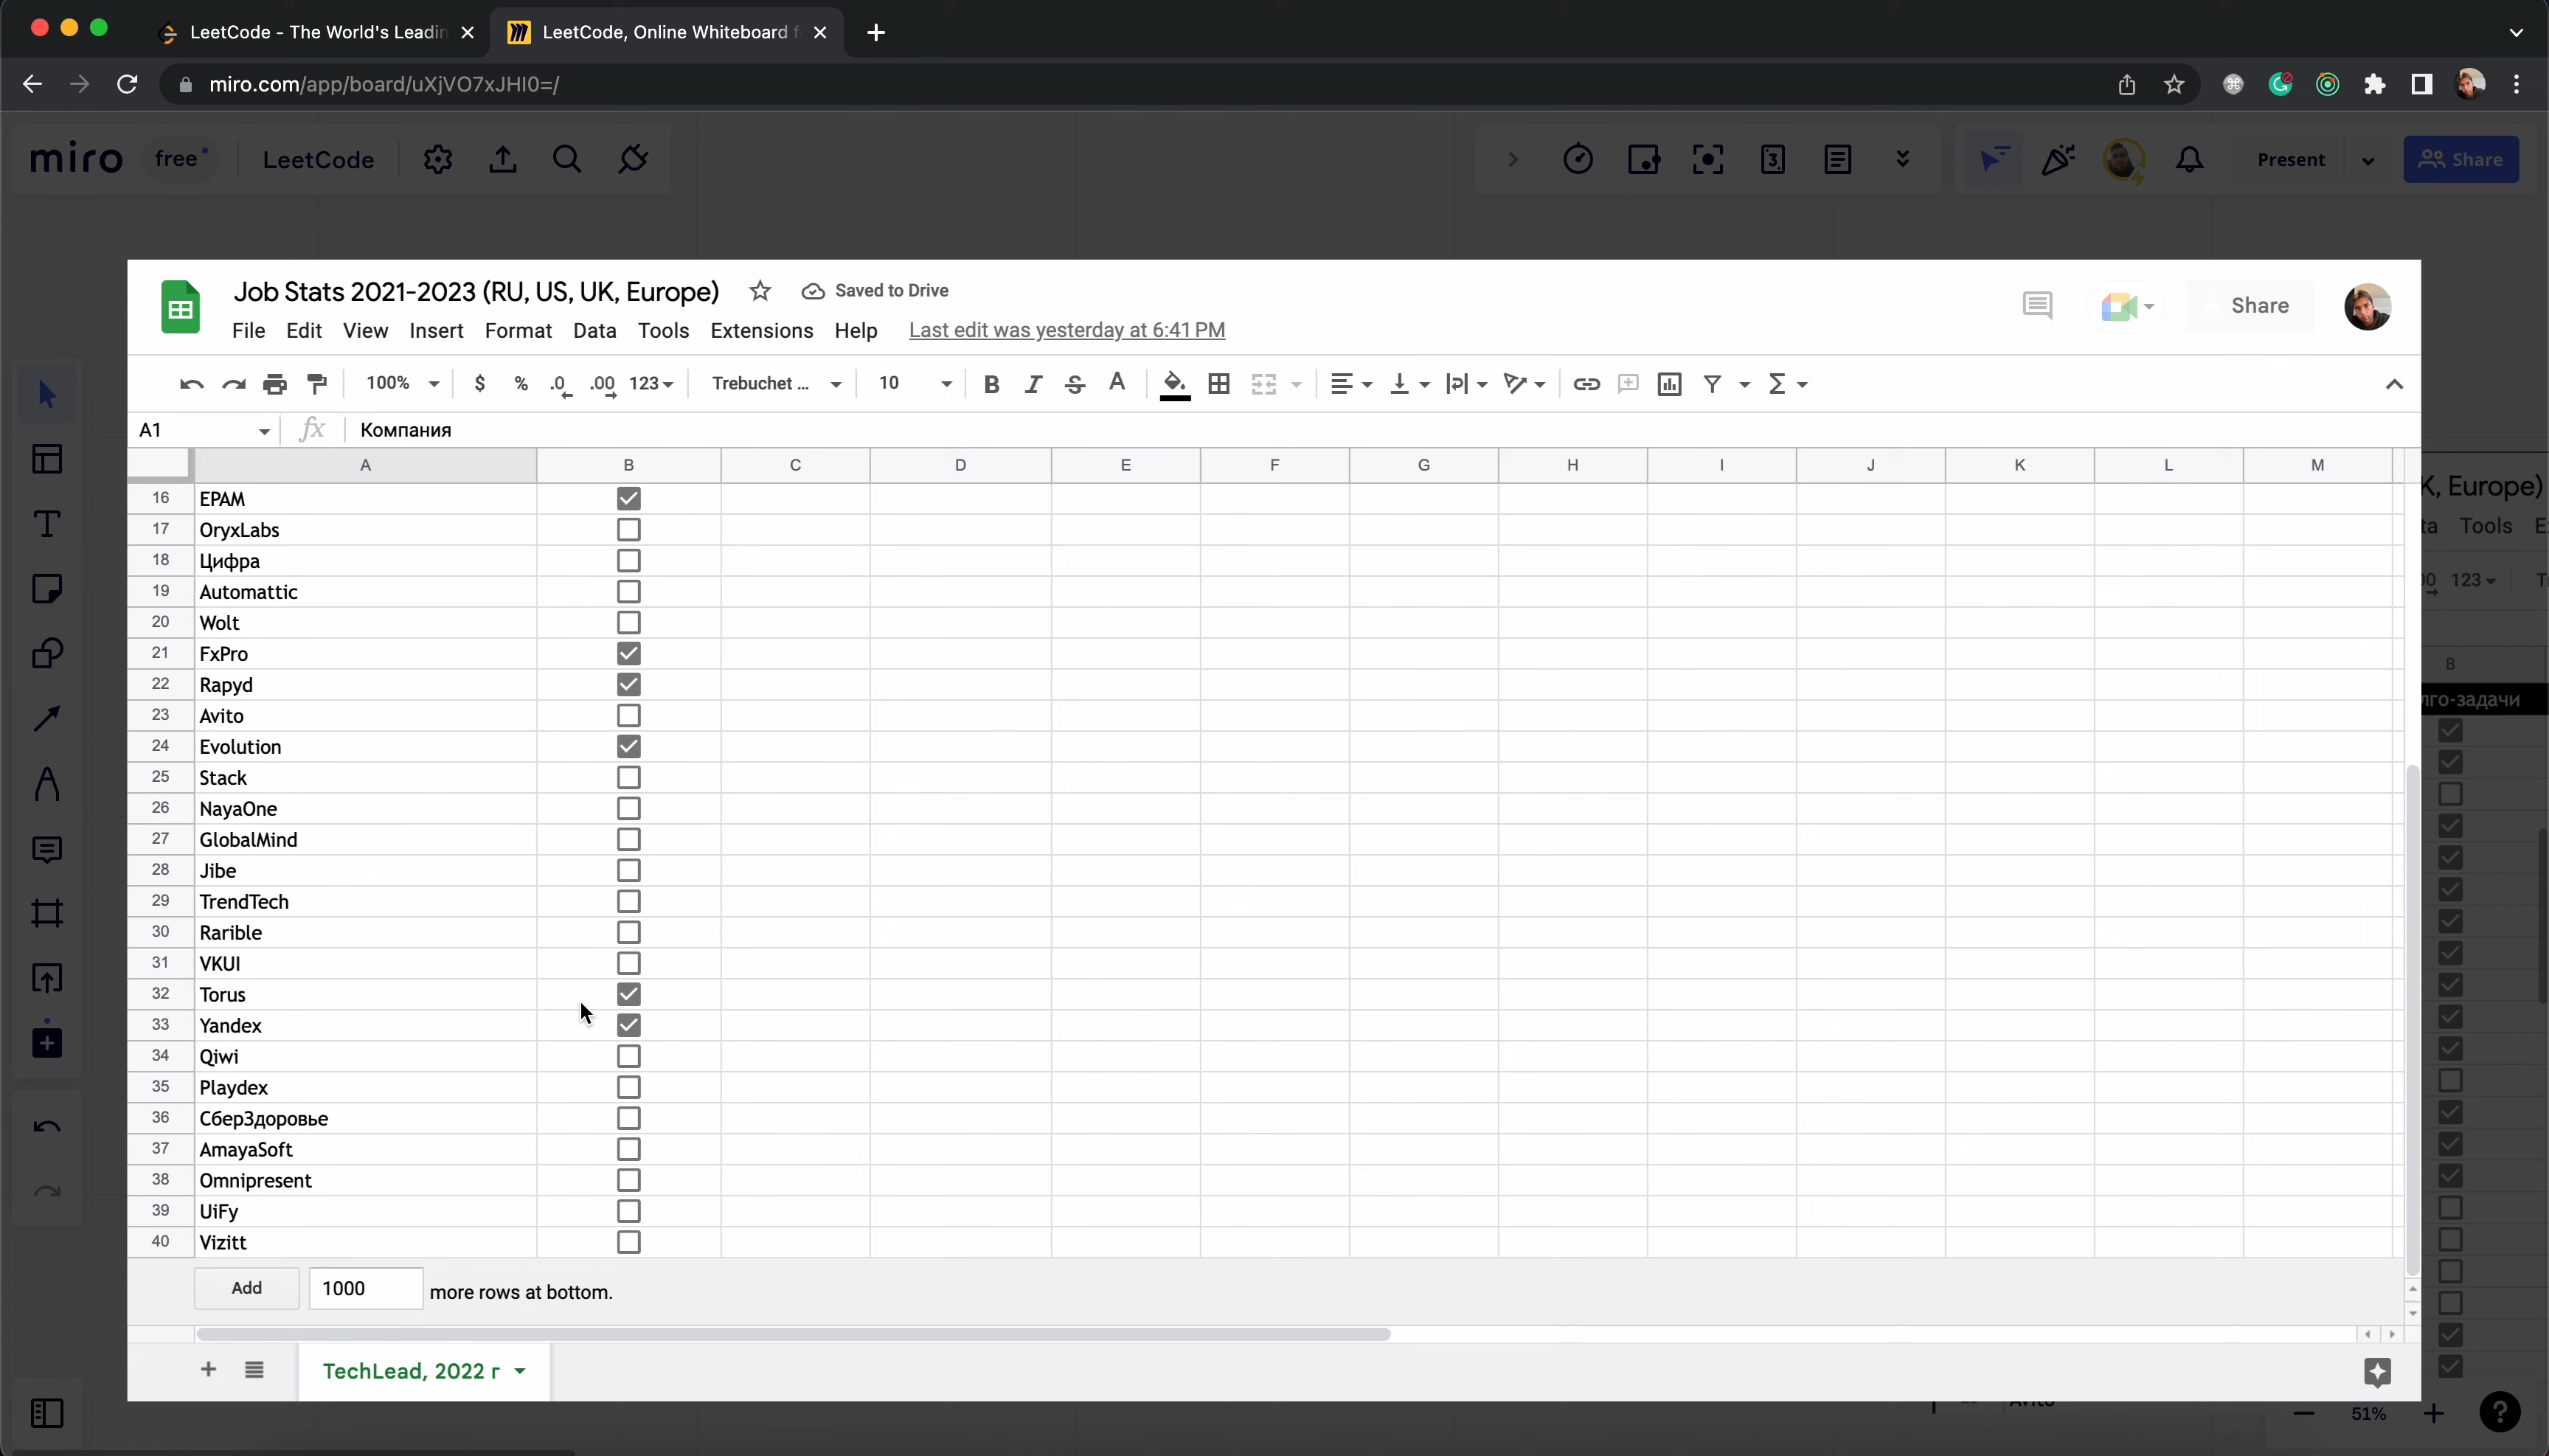 LeetCode - The World's Leadin
LeetCode, Online Whiteboard f
miro.com/app/board/uXjVO7xJHI0=/
miro free LeetCode
Present Share
Job Stats 2021-2023 (RU, US, UK, Europe) Saved to Drive
File Edit View Insert Format Data Tools Extensions Help Last edit was yesterday at 6:41 PM
Share
100% $ % .0 .00 123 Trebuchet ... 10 B I S A
A1 fx Компания
A B C D E F G H I J K L M
16 EPAM
17 OryxLabs
18 Цифра
19 Automattic
20 Wolt
21 FxPro
22 Rapyd
23 Avito
24 Evolution
25 Stack
26 NayaOne
27 GlobalMind
28 Jibe
29 TrendTech
30 Rarible
31 VKUI
32 Torus
33 Yandex
34 Qiwi
35 Playdex
36 СберЗдоровье
37 AmayaSoft
38 Omnipresent
39 UiFy
40 Vizitt
Add 1000 more rows at bottom.
TechLead, 2022 г
K, Europe)
ta Tools E
00 123
B
лго-задачи
51%